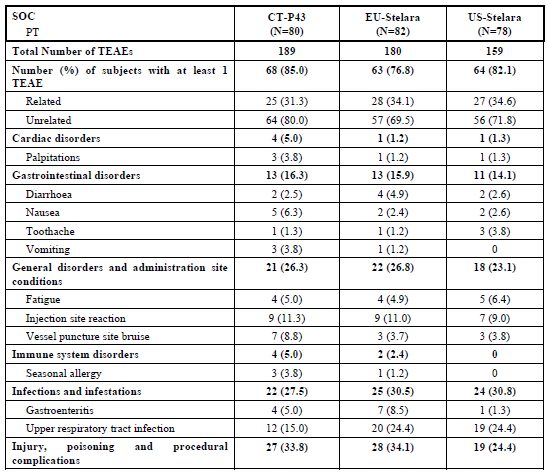 SOC CT-P43 EU-Stelara US-Stelara
PT (N=80) (N=82) (N=78)
Total Number of TEAEs 189 180 159
Number (%) of subjects with at least 1 68 (85.0) 63 (76.8) 64 (82.1)
TEAE
Related 25 (31.3) 28 (34.1) 27 (34.6)
Unrelated 64 (80.0) 57 (69.5) 56 (71.8)
Cardiac disorders 4 (5.0) 1 (1.2) 1 (1.3)
Palpitations 3 (3.8) 1 (1.2) 1 (1.3)
Gastrointestinal disorders 13 (16.3) 13 (15.9) 11 (14.1)
Diarrhoea 2 (2.5) 4 (4.9) 2 (2.6)
Nausea 5 (6.3) 2 (2.4) 2 (2.6)
Toothache 1 (1.3) 1 (1.2) 3 (3.8)
Vomiting 3 (3.8) 1 (1.2) 0
General disorders and administration site 21 (26.3) 22 (26.8) 18 (23.1)
conditions
Fatigue 4 (5.0) 4 (4.9) 5 (6.4)
Injection site reaction 9 (11.3) 9 (11.0) 7 (9.0)
Vessel puncture site bruise 7 (8.8) 3 (3.7) 3 (3.8)
Immune system disorders 4 (5.0) 2 (2.4) 0
Seasonal allergy 3 (3.8) 1 (1.2) 0
Infections and infestations 22 (27.5) 25 (30.5) 24 (30.8)
Gastroenteritis 4 (5.0) 7 (8.5) 1 (1.3)
Upper respiratory tract infection 12 (15.0) 20 (24.4) 19 (24.4)
Injury, poisoning and procedural 27 (33.8) 28 (34.1) 19 (24.4)
complications